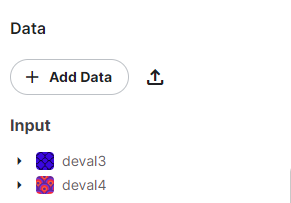 Data
+ Add Data
Input
deval3
deval4